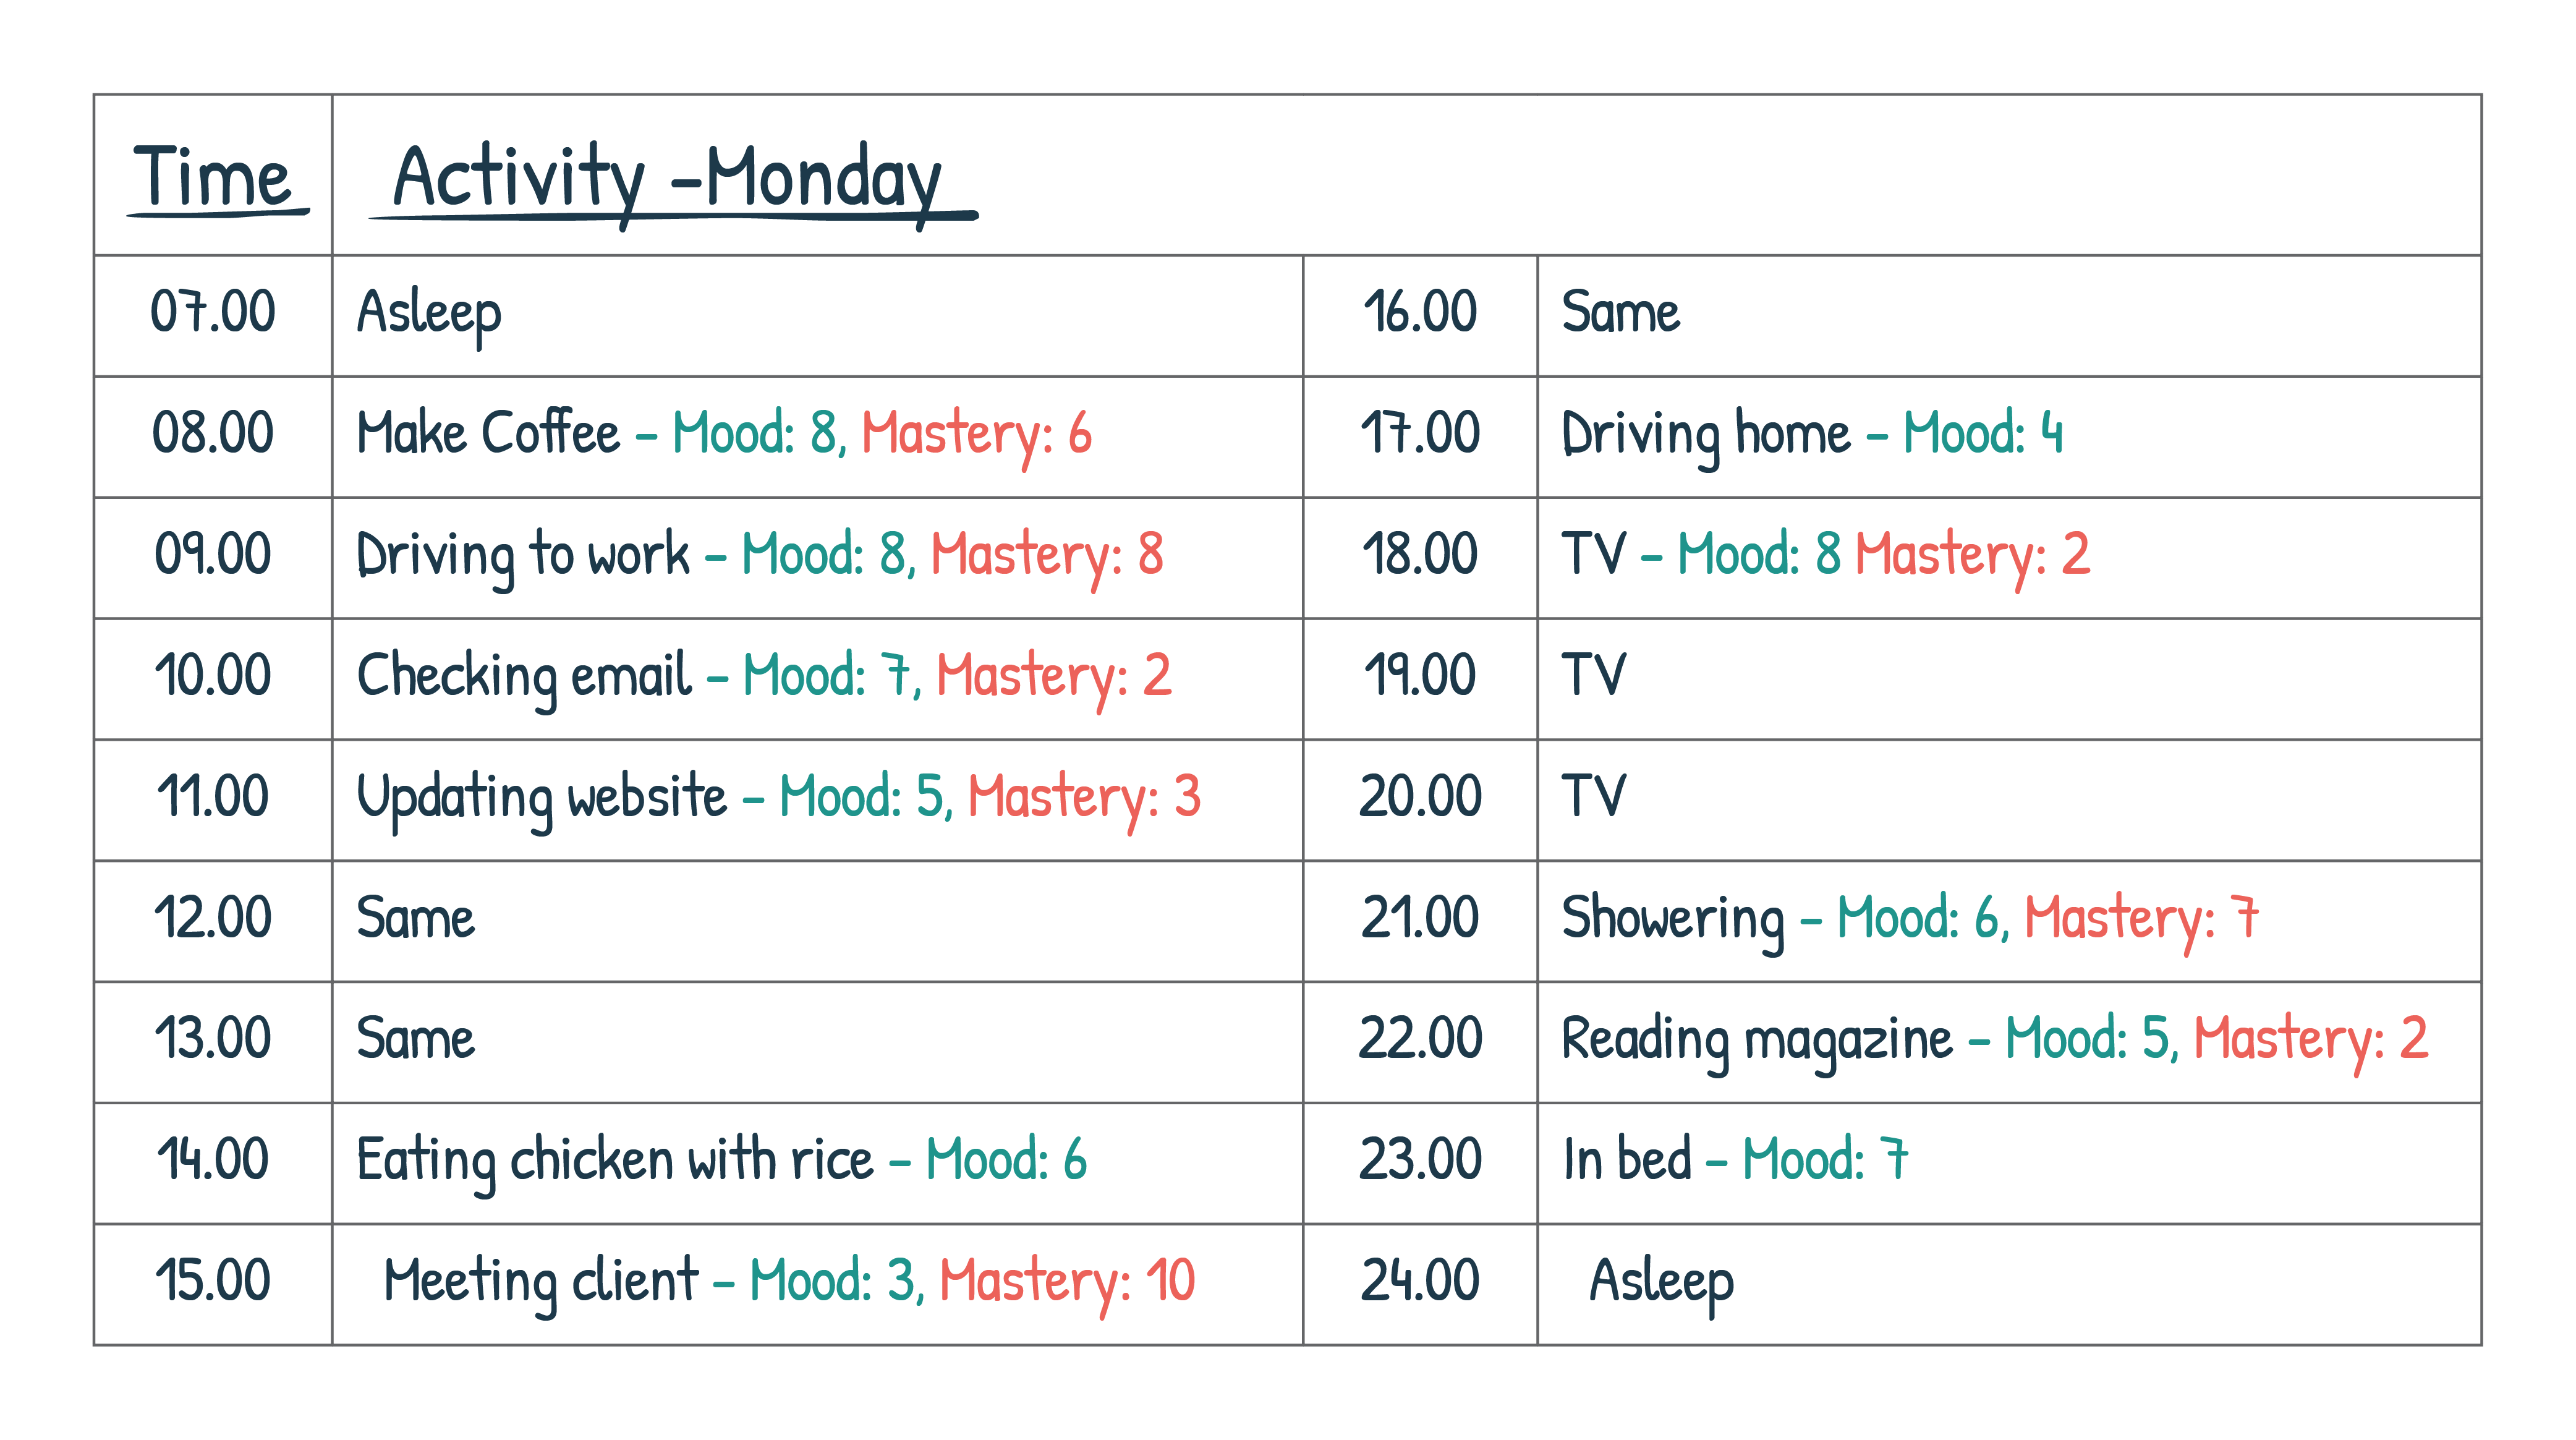 Time Activity -Monday
07.00 Asleep
08.00 Make Coffee - Mood: 8, Mastery: 6
09.00 Driving to work - Mood: 8, Mastery: 8
10.00 Checking email - Mood: 7, Mastery: 2
11.00 Updating website - Mood: 5, Mastery: 3
12.00 Same
13.00 Same
14.00 Eating chicken with rice - Mood: 6
15.00 Meeting client - Mood: 3, Mastery: 10
16.00 Same
17.00 Driving home - Mood: 4
18.00 TV - Mood: 8 Mastery: 2
19.00 TV
20.00 TV
21.00 Showering - Mood: 6, Mastery: 7
22.00 Reading magazine - Mood: 5, Mastery: 2
23.00 In bed - Mood: 7
24.00 Asleep